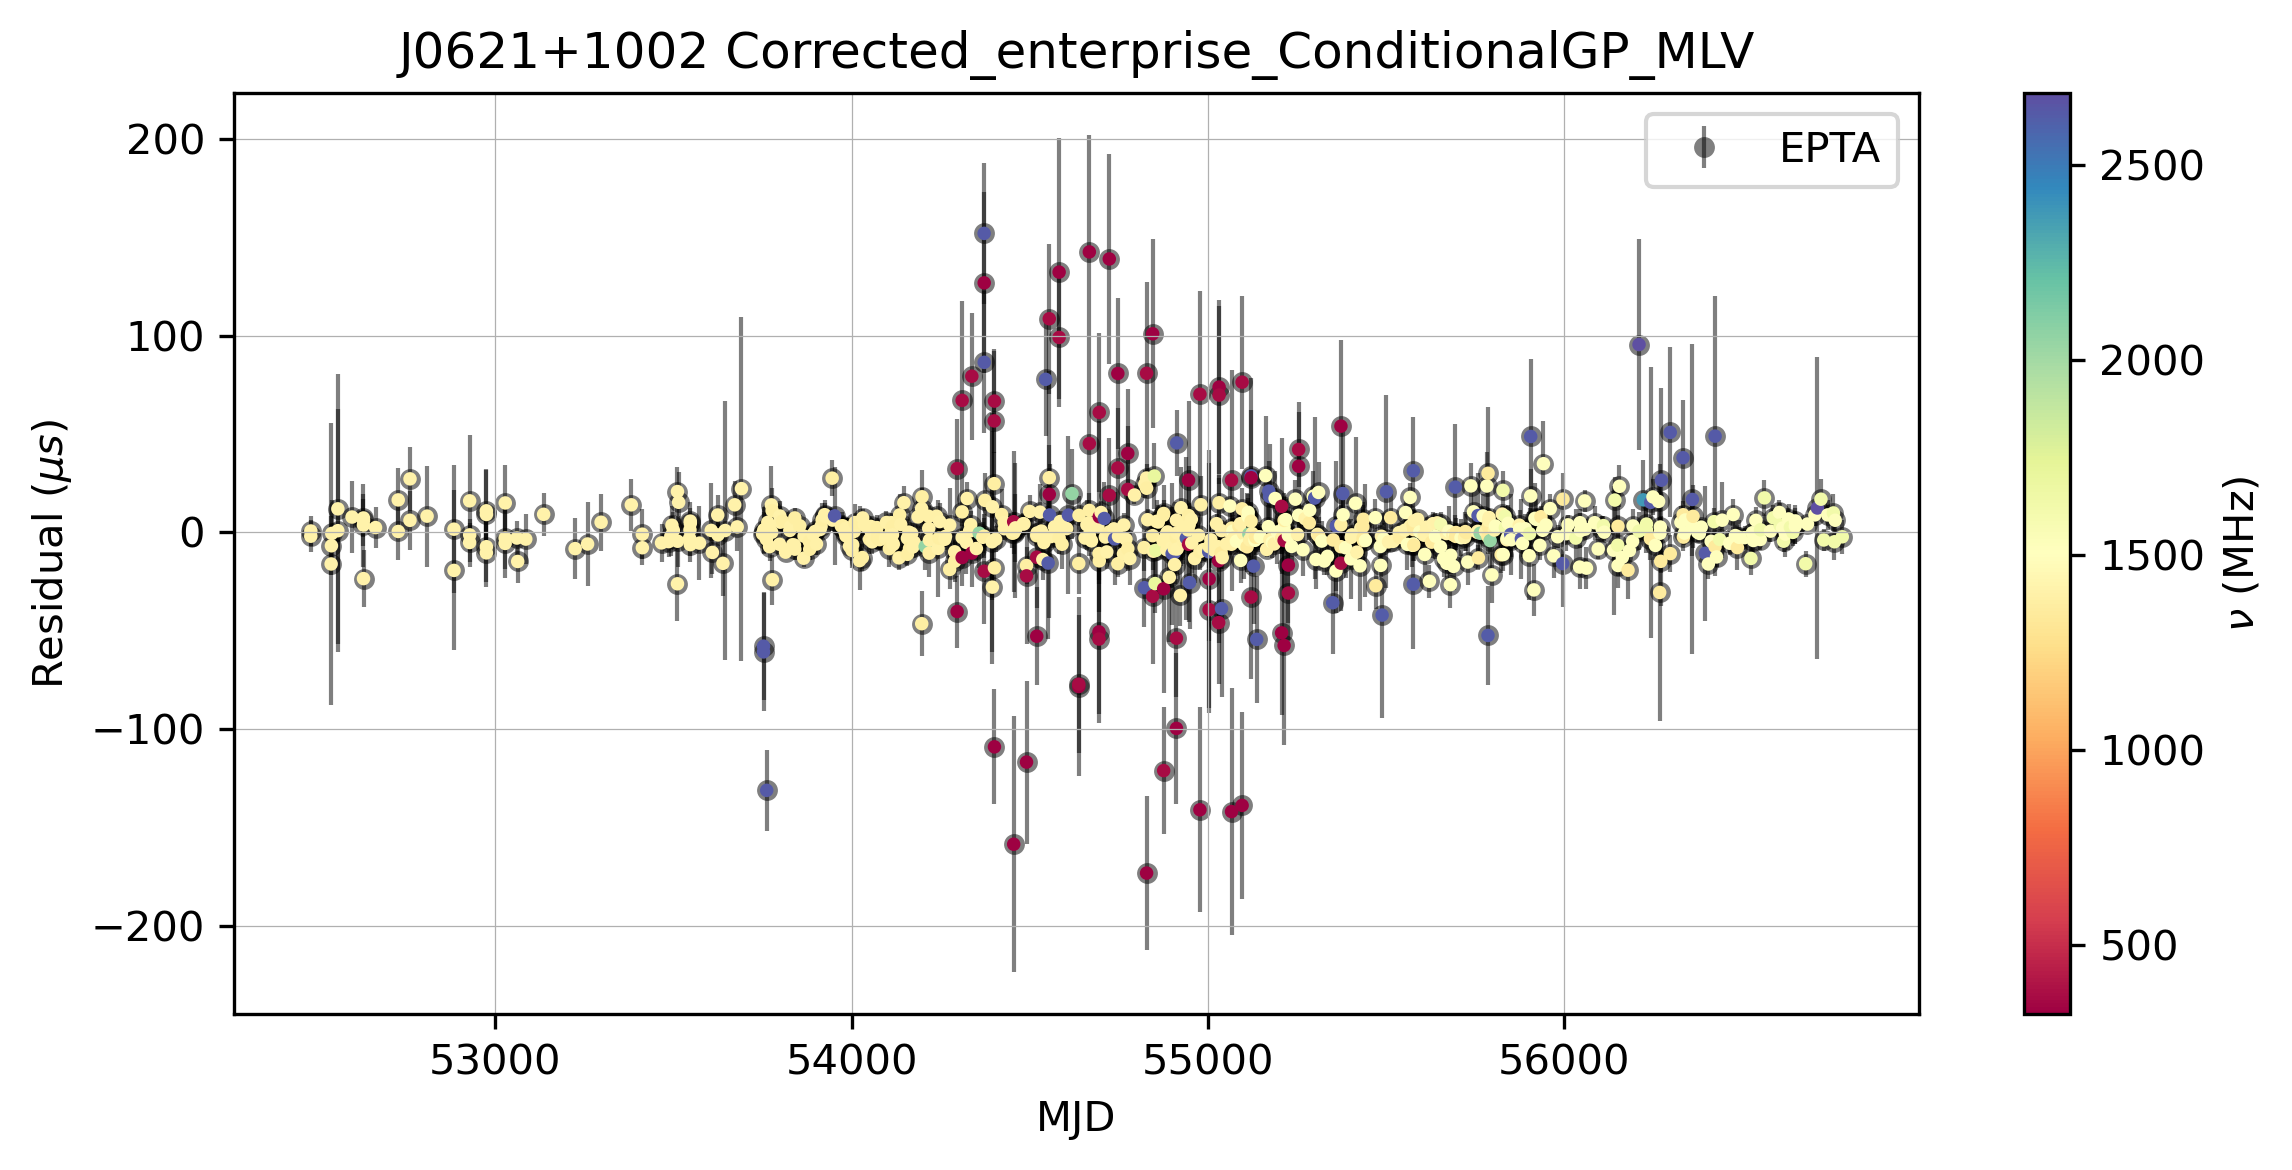 J0621+1002 Corrected_enterprise_ConditionalGP_MLV
EPTA
200
100
0
−100
−200
Residual (μs)
53000
54000
55000
56000
MJD
2500
2000
1500
1000
500
ν (MHz)